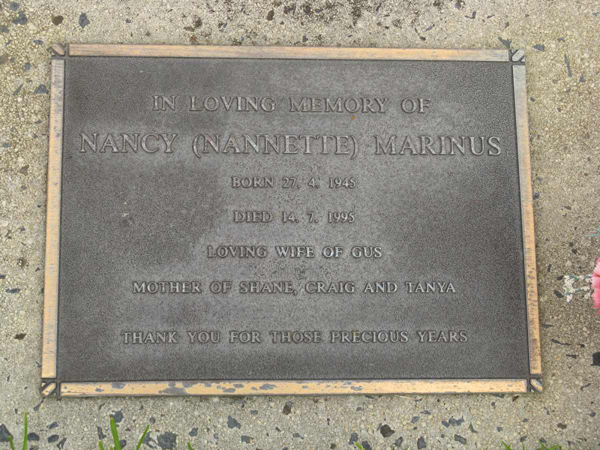 IN LOVING MEMORY OF
NANCY (NANNETTE) MARINUS
BORN 27. 4. 1945
DIED 14. 7. 1995
LOVING WIFE OF GUS
MOTHER OF SHANE, CRAIG AND TANYA
THANK YOU FOR THOSE PRECIOUS YEARS